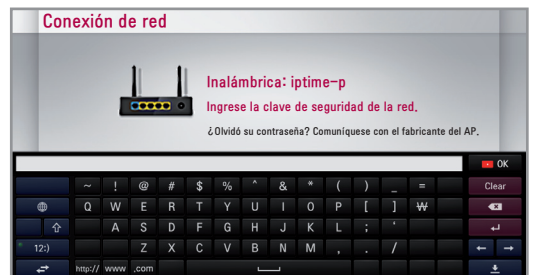 Conexión de red
Inalámbrica: iptime-p
Ingrese la clave de seguridad de la red.
¿Olvidó su contraseña? Comuníquese con el fabricante del AP.
OK
~ ! @ # $ % ^ & * ( ) _ = Clear
Q W E R T Y U I O P [ ] ₩
A S D F G H J K L ; '
12:) Z X C V B N M , . /
http:// www .com